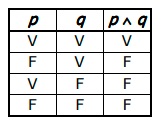 p q p ∧ q
V V V
F V F
V F F
F F F